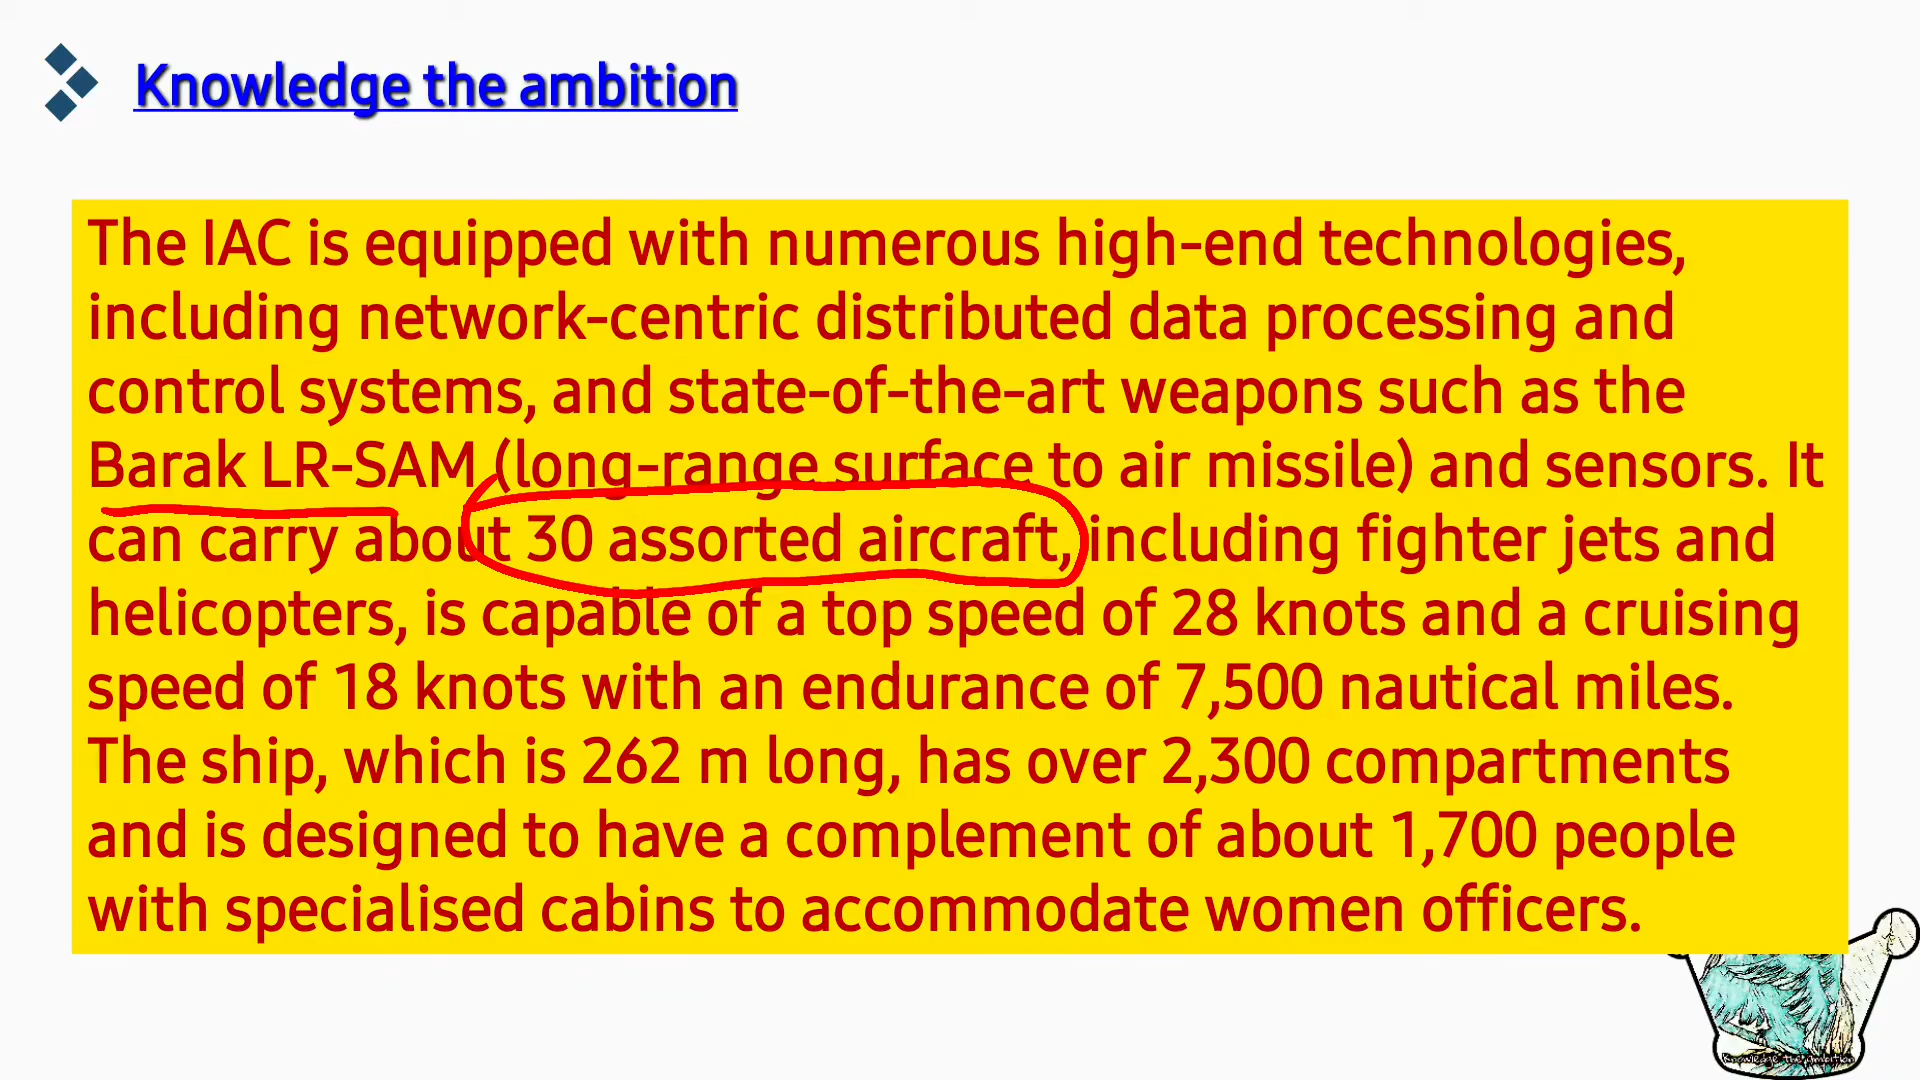 Knowledge the ambition
The IAC is equipped with numerous high-end technologies,
including network-centric distributed data processing and
control systems, and state-of-the-art weapons such as the
Barak LR-SAM (long-range surface to air missile) and sensors. It
can carry about 30 assorted aircraft, including fighter jets and
helicopters, is capable of a top speed of 28 knots and a cruising
speed of 18 knots with an endurance of 7,500 nautical miles.
The ship, which is 262 m long, has over 2,300 compartments
and is designed to have a complement of about 1,700 people
with specialised cabins to accommodate women officers.
Knowledge the ambition